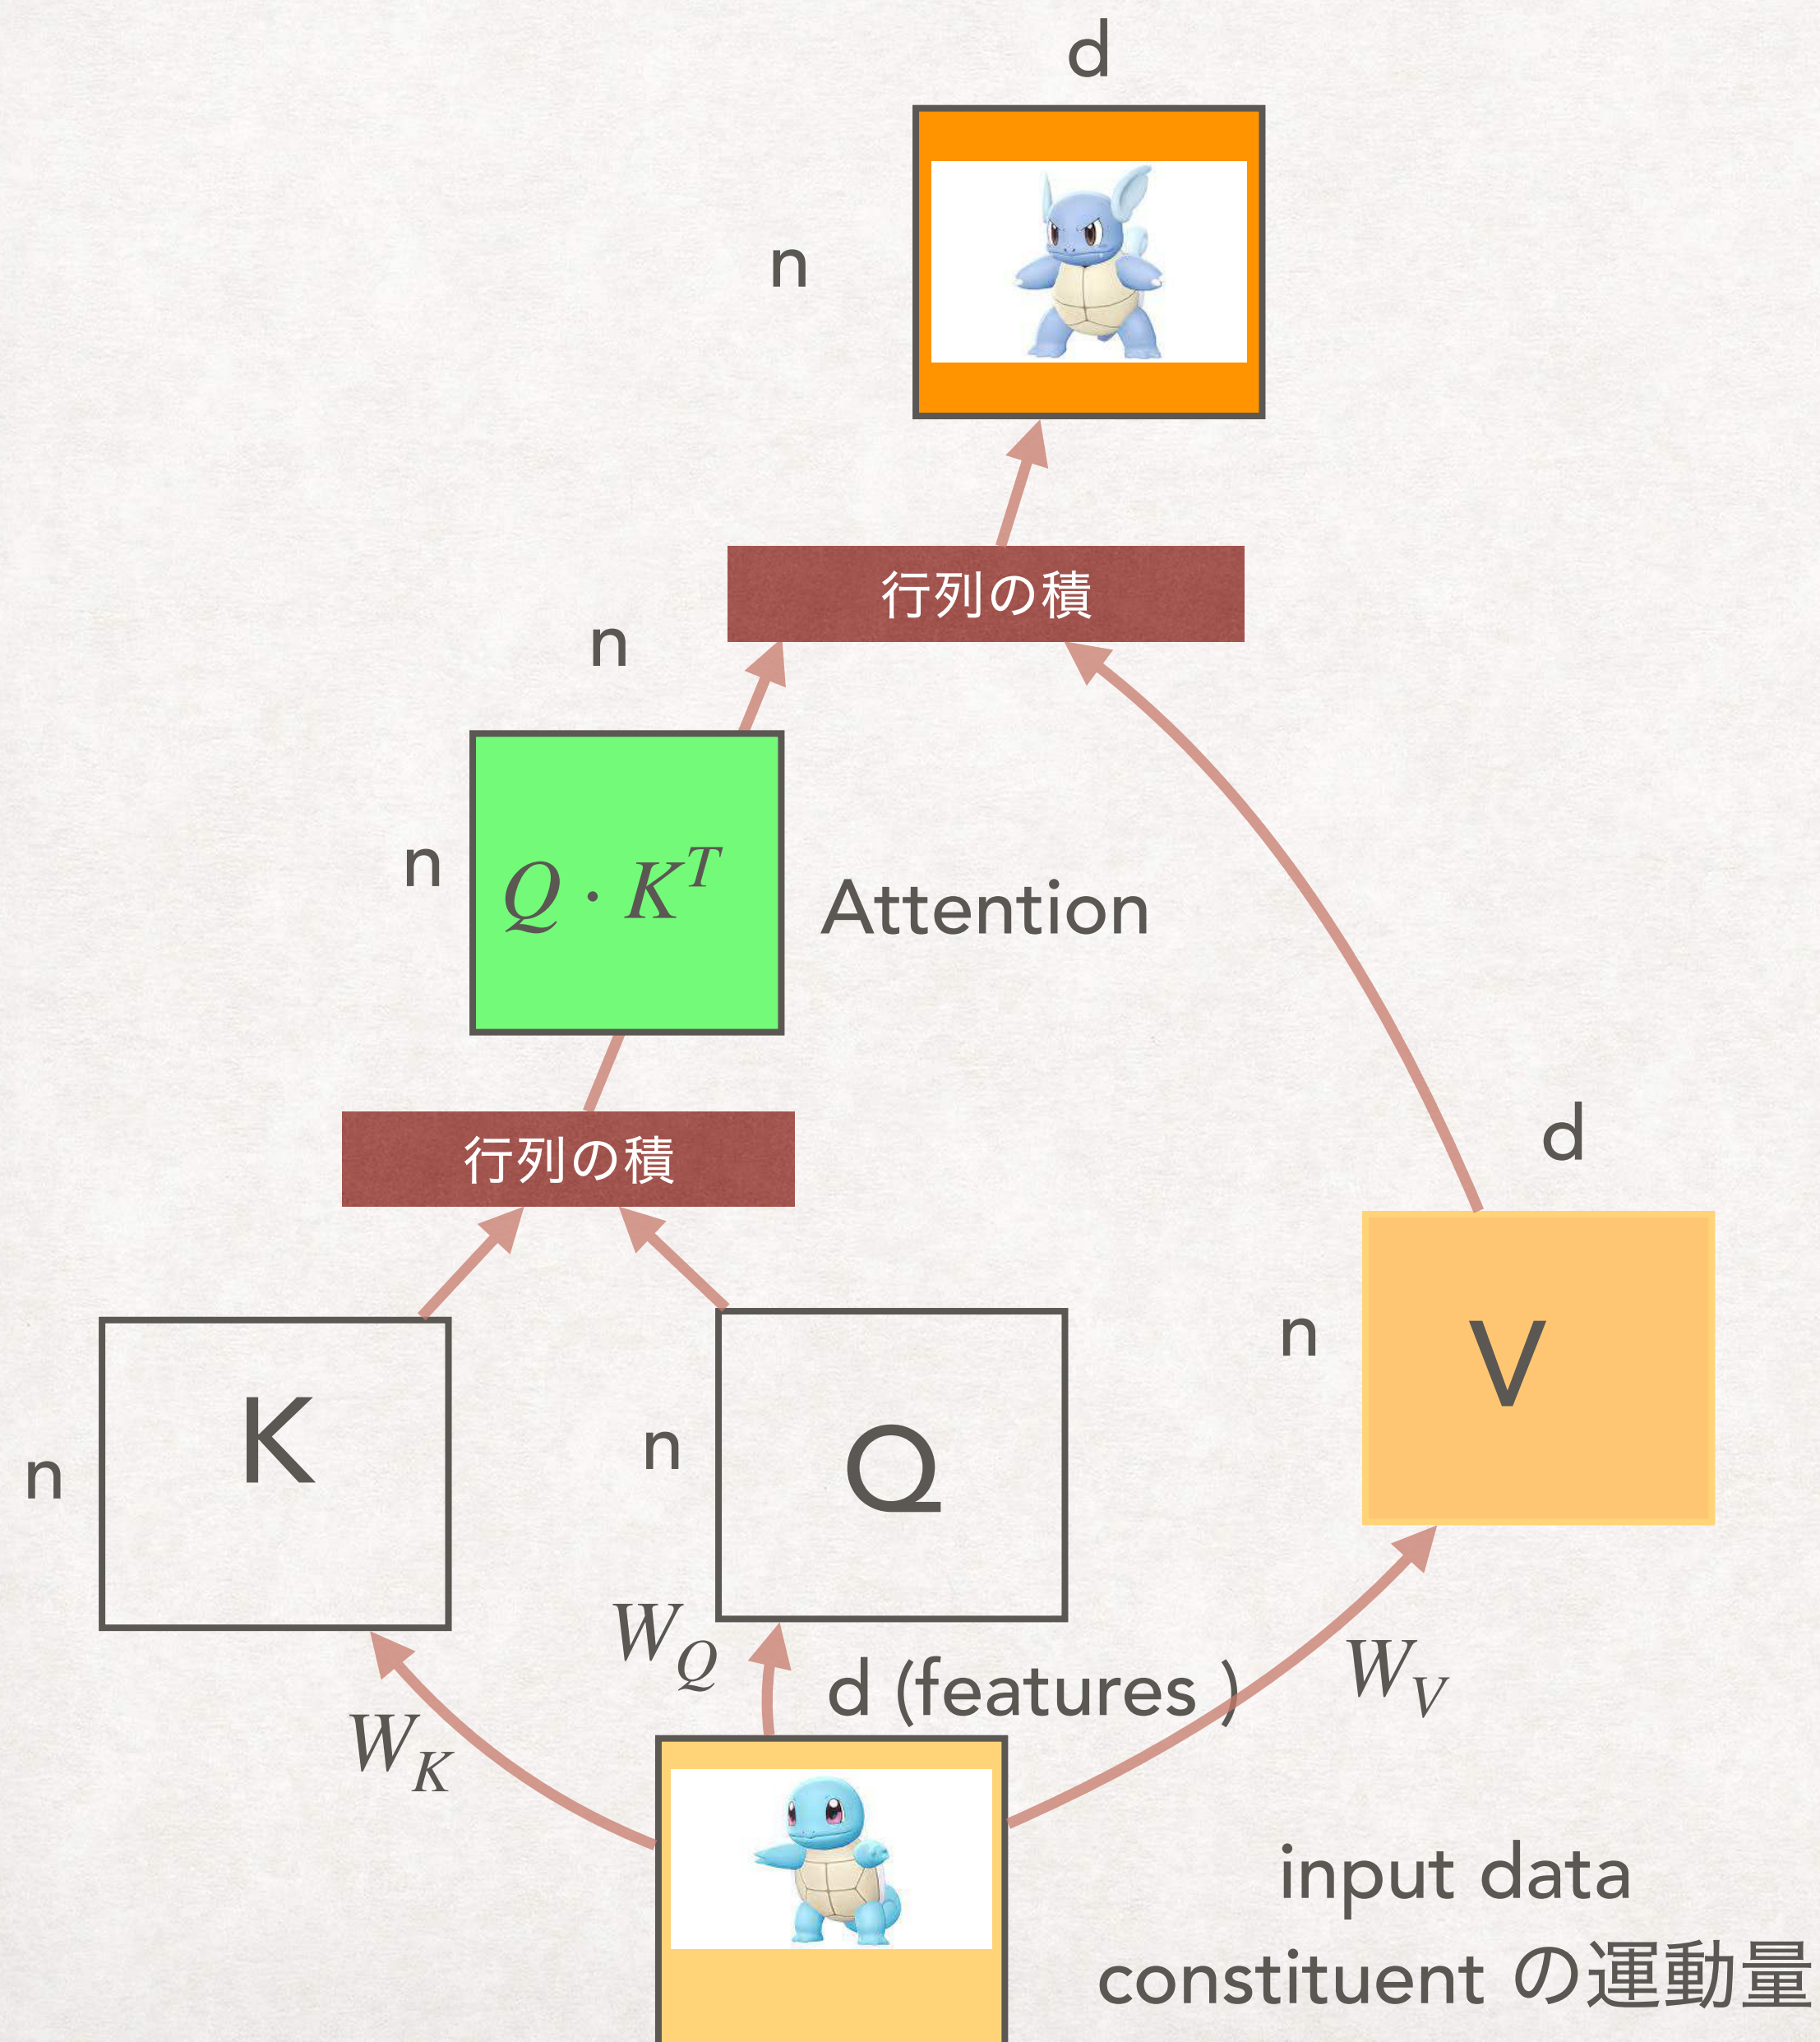 d
n
行列の積
n
n
Q · K^T
Attention
行列の積
d
n
V
n
K
n
Q
W_Q
d (features )
W_V
W_K
input data
constituent の運動量